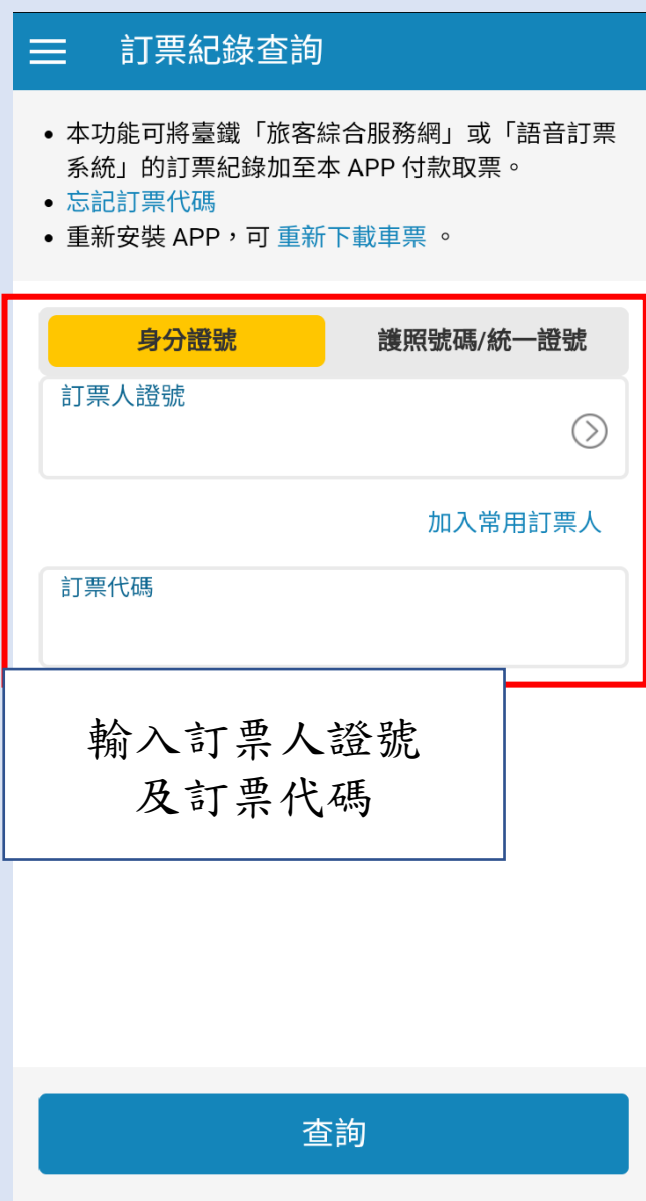 訂票紀錄查詢
• 本功能可將臺鐵「旅客綜合服務網」或「語音訂票
系統」的訂票紀錄加至本 APP 付款取票。
• 忘記訂票代碼
• 重新安裝 APP，可 重新下載車票 。
身分證號 護照號碼/統一證號
訂票人證號
加入常用訂票人
訂票代碼
輸入訂票人證號
及訂票代碼
查詢